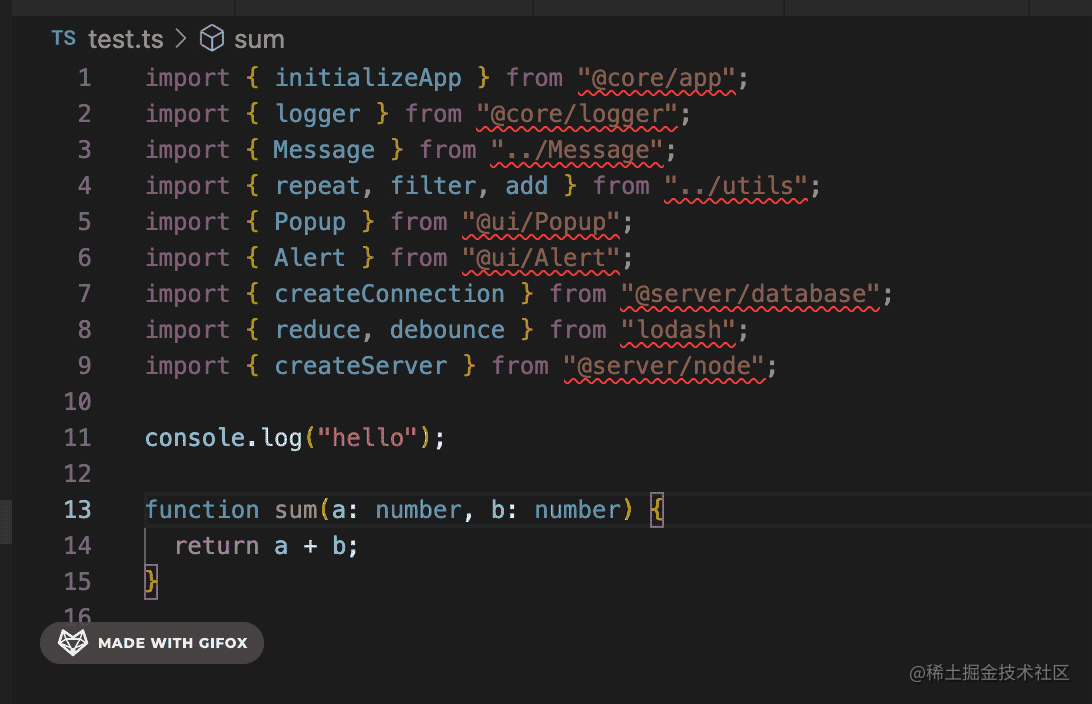 TS test.ts > sum
1 import { initializeApp } from "@core/app";
2 import { logger } from "@core/logger";
3 import { Message } from "../Message";
4 import { repeat, filter, add } from "../utils";
5 import { Popup } from "@ui/Popup";
6 import { Alert } from "@ui/Alert";
7 import { createConnection } from "@server/database";
8 import { reduce, debounce } from "lodash";
9 import { createServer } from "@server/node";
10
11 console.log("hello");
12
13 function sum(a: number, b: number) {
14   return a + b;
15 }
16
MADE WITH GIFOX
@稀土掘金技术社区